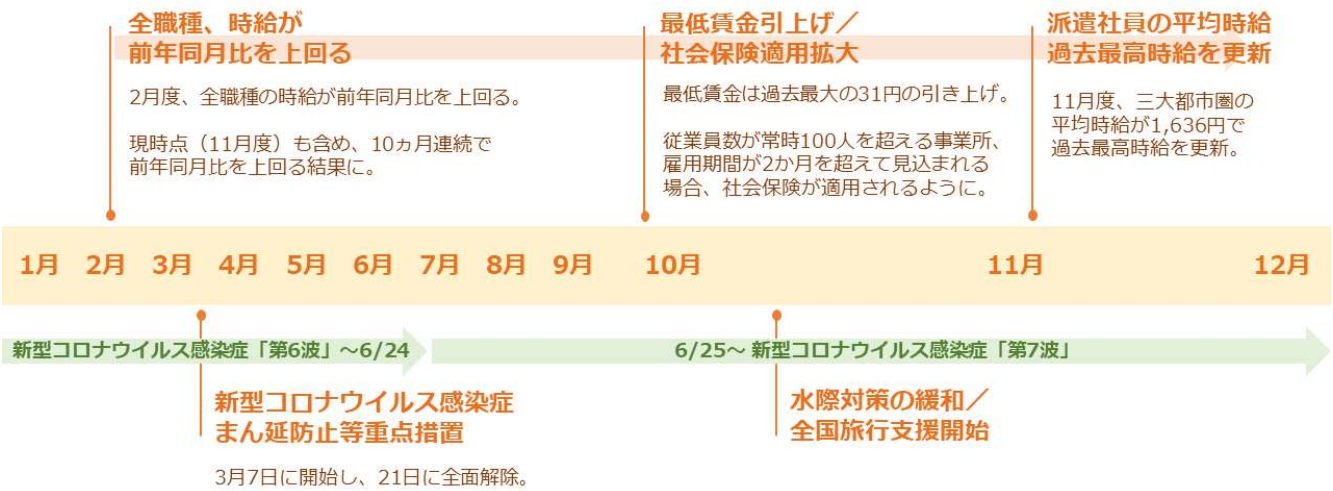 全職種、時給が
前年同月比を上回る
2月度、全職種の時給が前年同月比を上回る。
現時点（11月度）も含め、10ヵ月連続で
前年同月比を上回る結果に。
最低賃金引上げ／
社会保険適用拡大
最低賃金は過去最大の31円の引き上げ。
従業員数が常時100人を超える事業所、
雇用期間が2か月を超えて見込まれる
場合、社会保険が適用されるように。
派遣社員の平均時給
過去最高時給を更新
11月度、三大都市圏の
平均時給が1,636円で
過去最高時給を更新。
1月 2月 3月 4月 5月 6月 7月 8月 9月 10月 11月 12月
新型コロナウイルス感染症「第6波」～6/24
6/25～ 新型コロナウイルス感染症「第7波」
新型コロナウイルス感染症
まん延防止等重点措置
3月7日に開始し、21日に全面解除。
水際対策の緩和／
全国旅行支援開始